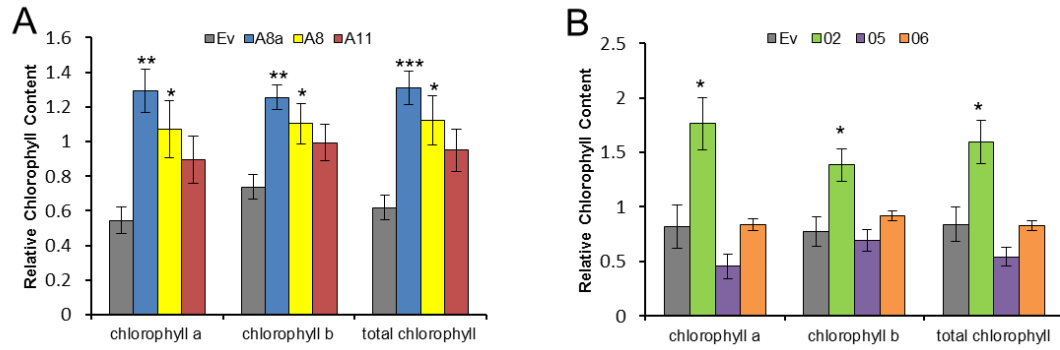 A
Relative Chlorophyll Content
1.6
1.4
1.2
1
0.8
0.6
0.4
0.2
0
Ev A8a A8 A11
** * ** * *** *
chlorophyll a chlorophyll b total chlorophyll
B
Relative Chlorophyll Content
2.5
2
1.5
1
0.5
0
Ev 02 05 06
* * *
chlorophyll a chlorophyll b total chlorophyll